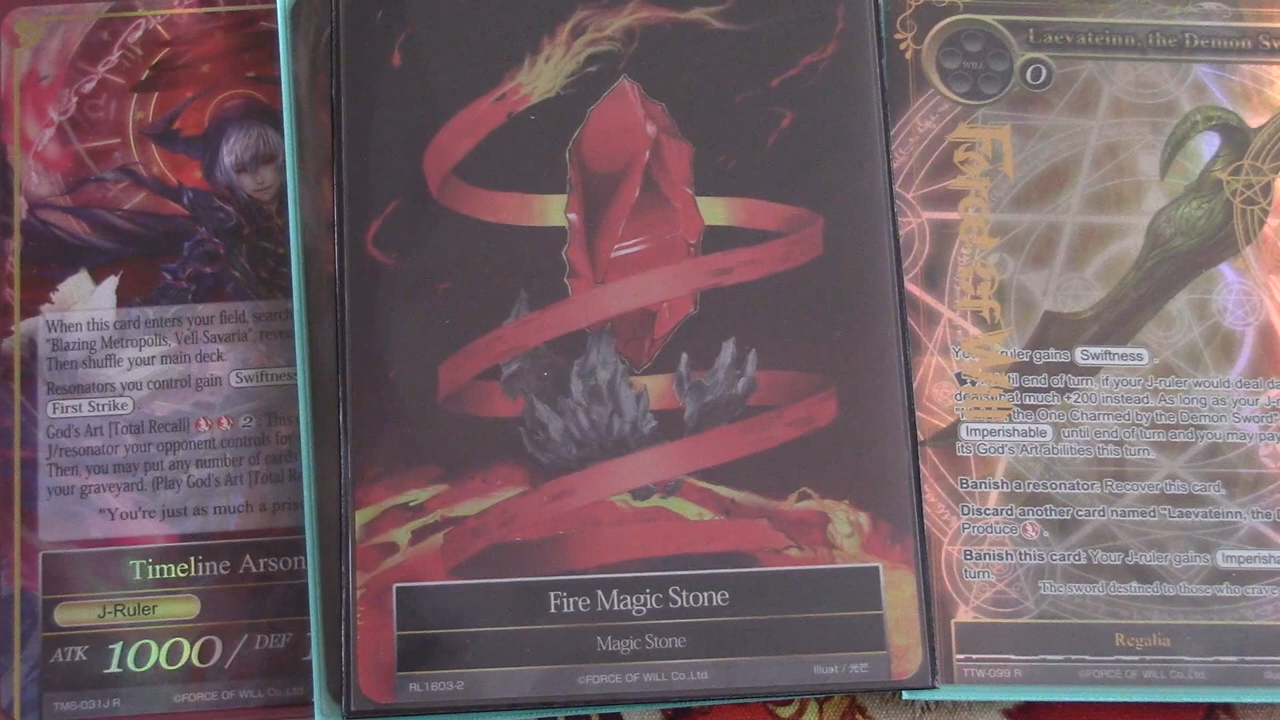 When this card enters your field, search
"Blazing Metropolis, Vell-Savaria", reve
Then shuffle your main deck.
Resonators you control gain Swiftness
First Strike
God's Art [Total Recall] 2: This
J/resonator your opponent controls for
Then, you may put any number of cards
your graveyard. (Play God's Art [Total Re
"You're just as much a pris
Timeline Arson
J-Ruler
ATK 1000 / DEF 1
TMS-031J R ©FORCE OF WILL Co.,Ltd.
Fire Magic Stone
Magic Stone
RL1603-2 ©FORCE OF WILL Co.,Ltd. Illust / 光芒
WILL 0 Laevateinn, the Demon Sw
Force of Will
ruler gains Swiftness .
til end of turn, if your J-ruler would deal da
that much +200 instead. As long as your J-
the One Charmed by the Demon Sword
Imperishable until end of turn and you may pay
its God's Art abilities this turn.
Banish a resonator: Recover this card.
Discard another card named "Laevateinn, the
Produce .
Banish this card: Your J-ruler gains Imperisha
turn.
The sword destined to those who crave
Regalia
TTW-099 R ©FORCE OF WILL Co.,Ltd.